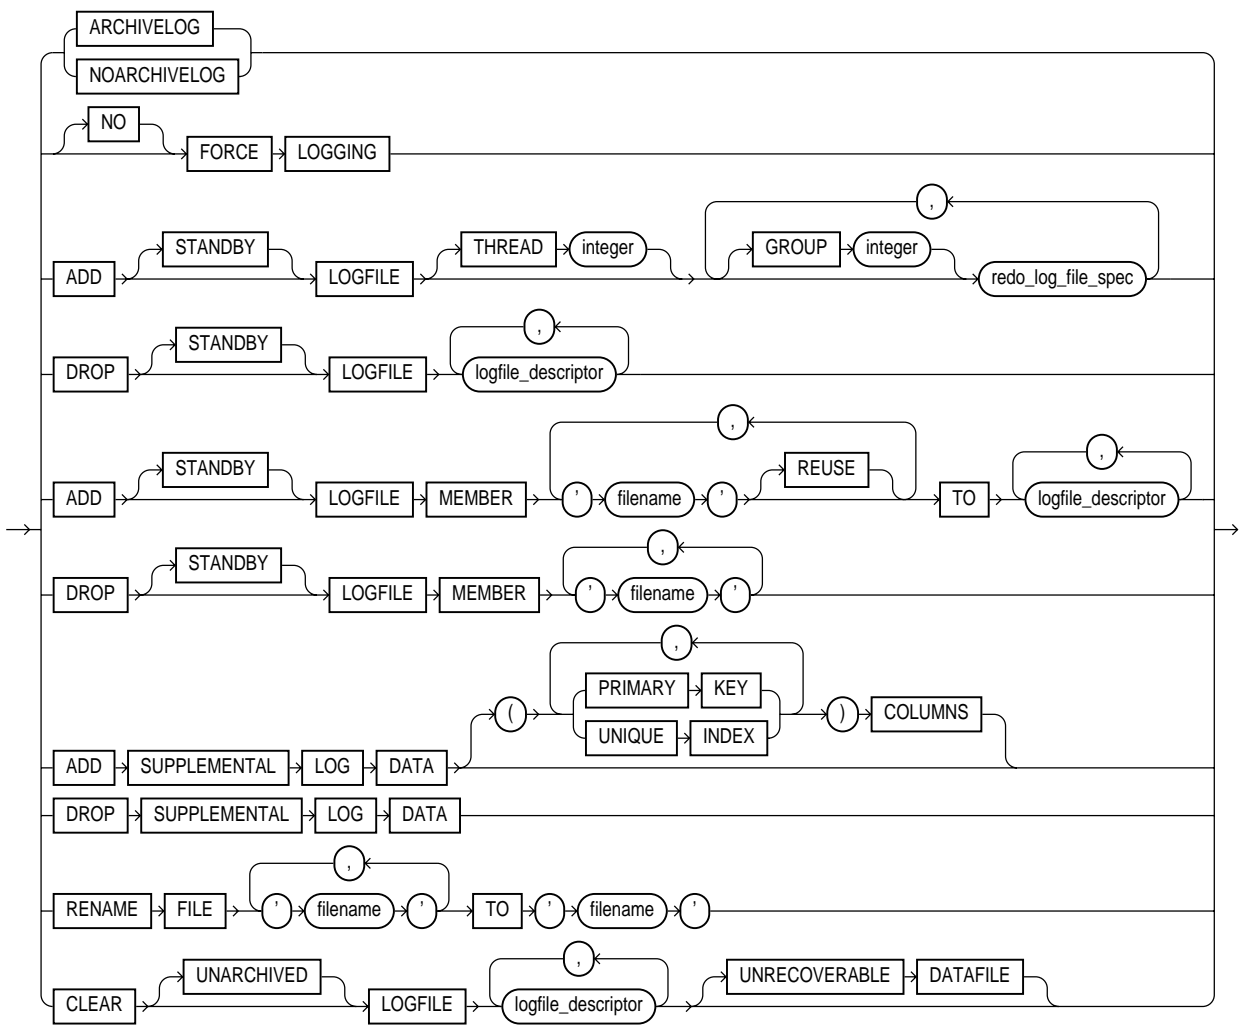 ARCHIVELOG
NOARCHIVELOG
NO
FORCE LOGGING
,
STANDBY THREAD integer GROUP integer
ADD LOGFILE redo_log_file_spec
,
STANDBY
DROP LOGFILE logfile_descriptor
,
,
STANDBY REUSE
ADD LOGFILE MEMBER ' filename ' TO logfile_descriptor
,
STANDBY
DROP LOGFILE MEMBER ' filename '
,
PRIMARY KEY
( ) COLUMNS
UNIQUE INDEX
ADD SUPPLEMENTAL LOG DATA
DROP SUPPLEMENTAL LOG DATA
,
RENAME FILE ' filename ' TO ' filename '
,
UNARCHIVED UNRECOVERABLE DATAFILE
CLEAR LOGFILE logfile_descriptor